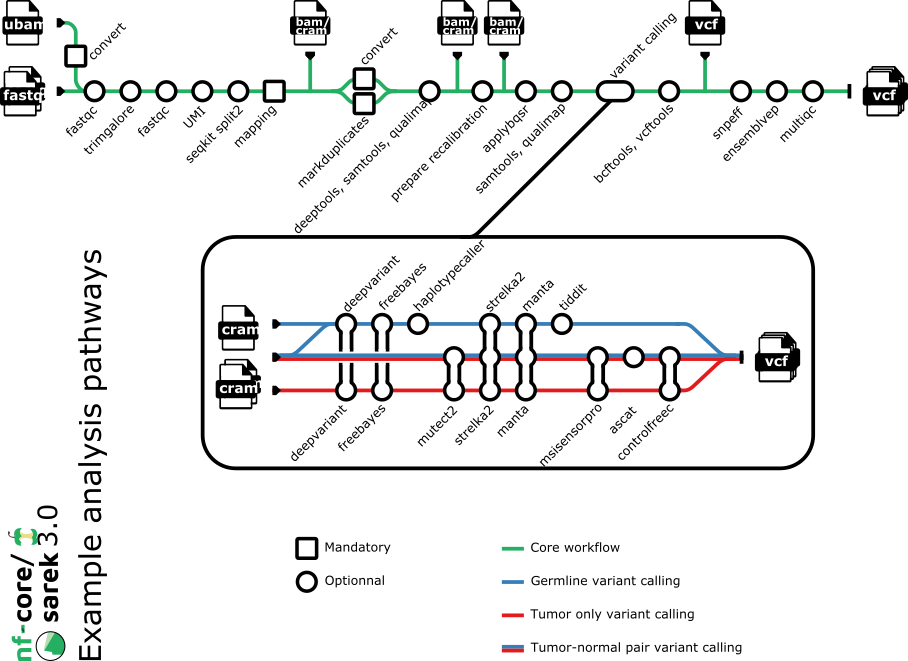 ubam
convert
fastq
bam/
cram
convert
bam/
cram
bam/
cram
variant calling
vcf
vcf
fastqc
trimgalore
fastqc
UMI
seqkit split2
mapping
markduplicates
deeptools, samtools, qualimap
prepare recalibration
applybqsr
samtools, qualimap
bcftools, vcftools
snpeff
ensemblvep
multiqc
deepvariant
freebayes
haplotypecaller
strelka2
manta
tiddit
cram
cram
vcf
deepvariant
freebayes
mutect2
strelka2
manta
msisensorpro
ascat
controlfreec
Mandatory
Optionnal
Core workflow
Germline variant calling
Tumor only variant calling
Tumor-normal pair variant calling
nf-core/
sarek 3.0
Example analysis pathways